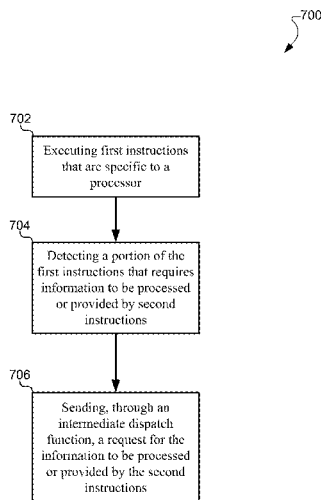 700
702
Executing first instructions
that are specific to a
processor
704
Detecting a portion of the
first instructions that requires
information to be processed
or provided by second
instructions
706
Sending, through an
intermediate dispatch
function, a request for the
information to be processed
or provided by the second
instructions